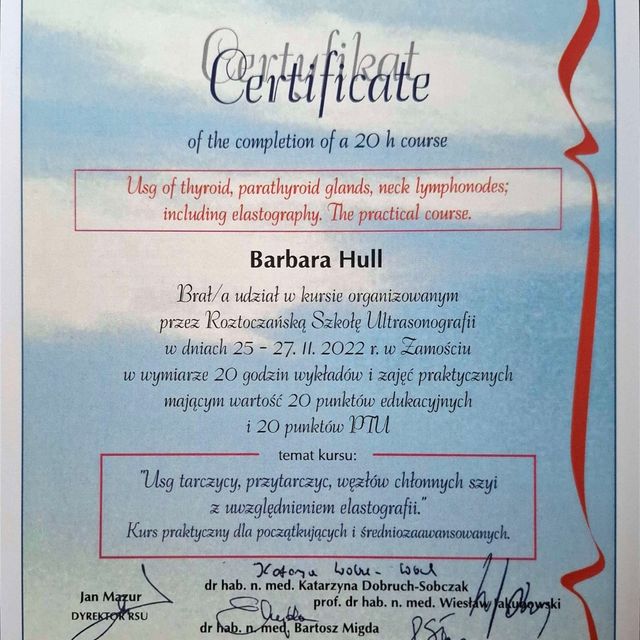 Certyfikat
Certificate
of the completion of a 20 h course
Usg of thyroid, parathyroid glands, neck lymphonodes;
including elastography. The practical course.
Barbara Hull
Brał/a udział w kursie organizowanym
przez Roztoczańską Szkołę Ultrasonografii
w dniach 25 - 27. 11. 2022 r. w Zamościu
w wymiarze 20 godzin wykładów i zajęć praktycznych
mającym wartość 20 punktów edukacyjnych
i 20 punktów PTU
temat kursu:
"Usg tarczycy, przytarczyc, węzłów chłonnych szyi
z uwzględnieniem elastografii."
Kurs praktyczny dla początkujących i średniozaawansowanych.
dr hab. n. med. Katarzyna Dobruch-Sobczak
Jan Mazur
prof. dr hab. n. med. Wiesław Jakubowski
DYREKTOR RSU
dr hab. n. med. Bartosz Migda